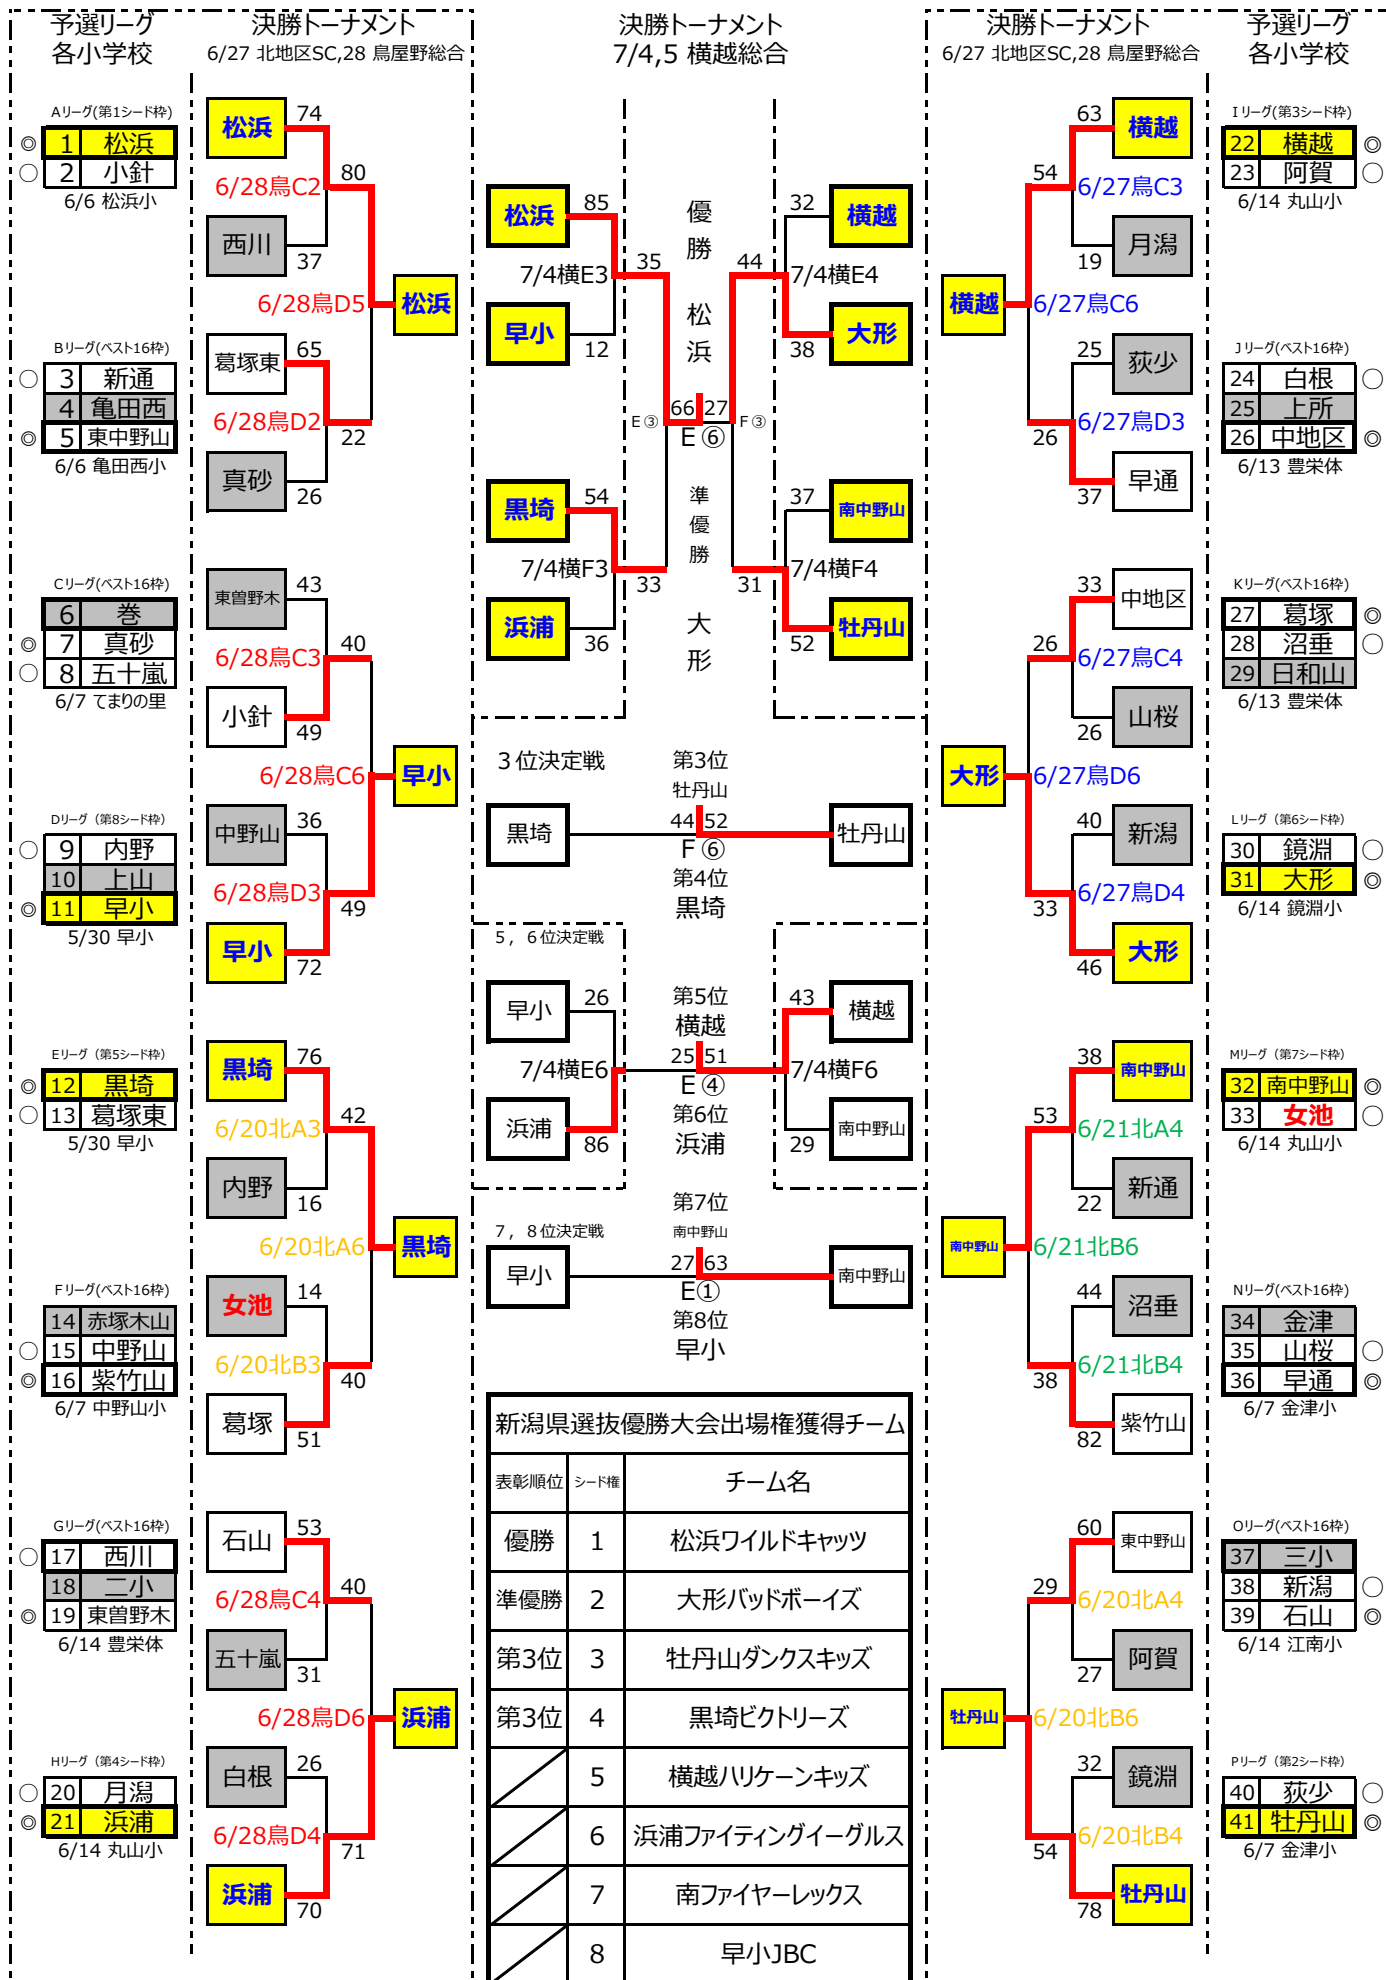 予選リーグ
各小学校
決勝トーナメント
6/27 北地区SC,28 鳥屋野総合
決勝トーナメント
7/4,5 横越総合
決勝トーナメント
6/27 北地区SC,28 鳥屋野総合
予選リーグ
各小学校
Aリーグ(第1シード枠)
◎ 1 松浜
○ 2 小針
6/6 松浜小
Bリーグ(ベスト16枠)
○ 3 新通
4 亀田西
◎ 5 東中野山
6/6 亀田西小
Cリーグ(ベスト16枠)
6 巻
◎ 7 真砂
○ 8 五十嵐
6/7 てまりの里
Dリーグ（第8シード枠）
○ 9 内野
10 上山
◎ 11 早小
5/30 早小
Eリーグ（第5シード枠）
◎ 12 黒埼
○ 13 葛塚東
5/30 早小
Fリーグ(ベスト16枠)
14 赤塚木山
○ 15 中野山
◎ 16 紫竹山
6/7 中野山小
Gリーグ(ベスト16枠)
○ 17 西川
18 二小
◎ 19 東曽野木
6/14 豊栄体
Hリーグ（第4シード枠）
○ 20 月潟
◎ 21 浜浦
6/14 丸山小
松浜 74
6/28鳥C2 80
西川 37
6/28鳥D5 松浜
葛塚東 65
6/28鳥D2 22
真砂 26
東曽野木 43
6/28鳥C3 40
小針 49
6/28鳥C6 早小
中野山 36
6/28鳥D3 49
早小 72
黒埼 76
6/20北A3 42
内野 16
6/20北A6 黒埼
女池 14
6/20北B3 40
葛塚 51
石山 53
6/28鳥C4 40
五十嵐 31
6/28鳥D6 浜浦
白根 26
6/28鳥D4 71
浜浦 70
松浜 85
7/4横E3 35
早小 12
黒埼 54
7/4横F3 33
浜浦 36
優勝
松浜
E③ 66 27 F③
E⑥
準優勝
大形
32 横越
44 7/4横E4
38 大形
37 南中野山
31 7/4横F4
52 牡丹山
３位決定戦
第3位
牡丹山
黒埼 44 52 牡丹山
F⑥
第4位
黒埼
5，６位決定戦
早小 26
7/4横E6
浜浦 86
第5位
横越
25 51
E④
第6位
浜浦
43 横越
7/4横F6
29 南中野山
7，８位決定戦
第7位
南中野山
早小 27 63 南中野山
E①
第8位
早小
新潟県選抜優勝大会出場権獲得チーム
表彰順位 シード権 チーム名
優勝 1 松浜ワイルドキャッツ
準優勝 2 大形バッドボーイズ
第3位 3 牡丹山ダンクスキッズ
第3位 4 黒埼ビクトリーズ
5 横越ハリケーンキッズ
6 浜浦ファイティングイーグルス
7 南ファイヤーレックス
8 早小JBC
63 横越
54 6/27鳥C3
19 月潟
横越 6/27鳥C6
25 荻少
26 6/27鳥D3
37 早通
33 中地区
26 6/27鳥C4
26 山桜
大形 6/27鳥D6
40 新潟
33 6/27鳥D4
46 大形
38 南中野山
53 6/21北A4
22 新通
南中野山 6/21北B6
44 沼垂
38 6/21北B4
82 紫竹山
60 東中野山
29 6/20北A4
27 阿賀
牡丹山 6/20北B6
32 鏡淵
54 6/20北B4
78 牡丹山
Iリーグ(第3シード枠)
22 横越 ◎
23 阿賀 ○
6/14 丸山小
Jリーグ(ベスト16枠)
24 白根 ○
25 上所
26 中地区 ◎
6/13 豊栄体
Kリーグ(ベスト16枠)
27 葛塚 ◎
28 沼垂 ○
29 日和山
6/13 豊栄体
Lリーグ（第6シード枠）
30 鏡淵 ○
31 大形 ◎
6/14 鏡淵小
Mリーグ（第7シード枠）
32 南中野山 ◎
33 女池 ○
6/14 丸山小
Nリーグ(ベスト16枠)
34 金津
35 山桜 ○
36 早通 ◎
6/7 金津小
Oリーグ(ベスト16枠)
37 三小
38 新潟 ○
39 石山 ◎
6/14 江南小
Pリーグ（第2シード枠）
40 荻少 ○
41 牡丹山 ◎
6/7 金津小